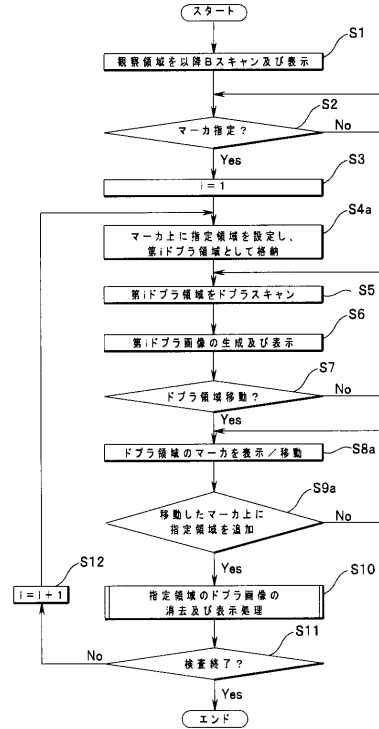 スタート
S1
観察領域を以降Bスキャン及び表示
S2
マーカ指定?
No
Yes
S3
i=1
S4a
マーカ上に指定領域を設定し、
第iドプラ領域として格納
S5
第iドプラ領域をドプラスキャン
S6
第iドプラ画像の生成及び表示
S7
ドプラ領域移動?
No
Yes
S8a
ドプラ領域のマーカを表示/移動
S9a
移動したマーカ上に
指定領域を追加
No
Yes
S12
i=i+1
S10
指定領域のドプラ画像の
消去及び表示処理
S11
No
検査終了?
Yes
エンド